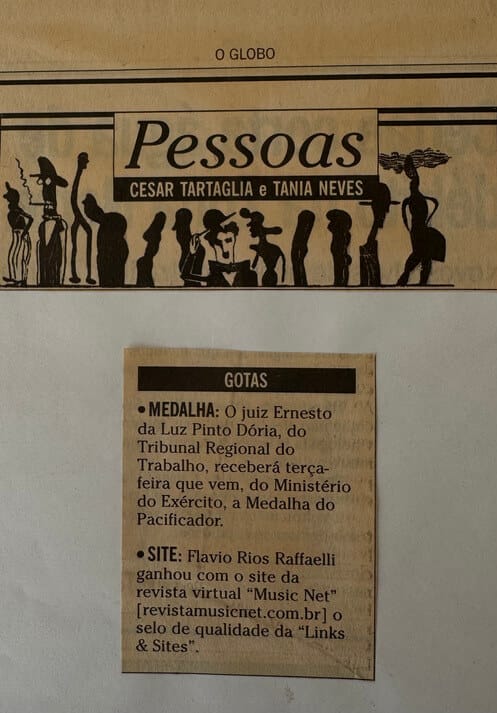 O GLOBO
Pessoas
CESAR TARTAGLIA e TANIA NEVES
GOTAS
• MEDALHA: O juiz Ernesto
da Luz Pinto Dória, do
Tribunal Regional do
Trabalho, receberá terça-
feira que vem, do Ministério
do Exército, a Medalha do
Pacificador.
• SITE: Flavio Rios Raffaelli
ganhou com o site da
revista virtual “Music Net”
[revistamusicnet.com.br] o
selo de qualidade da “Links
& Sites”.